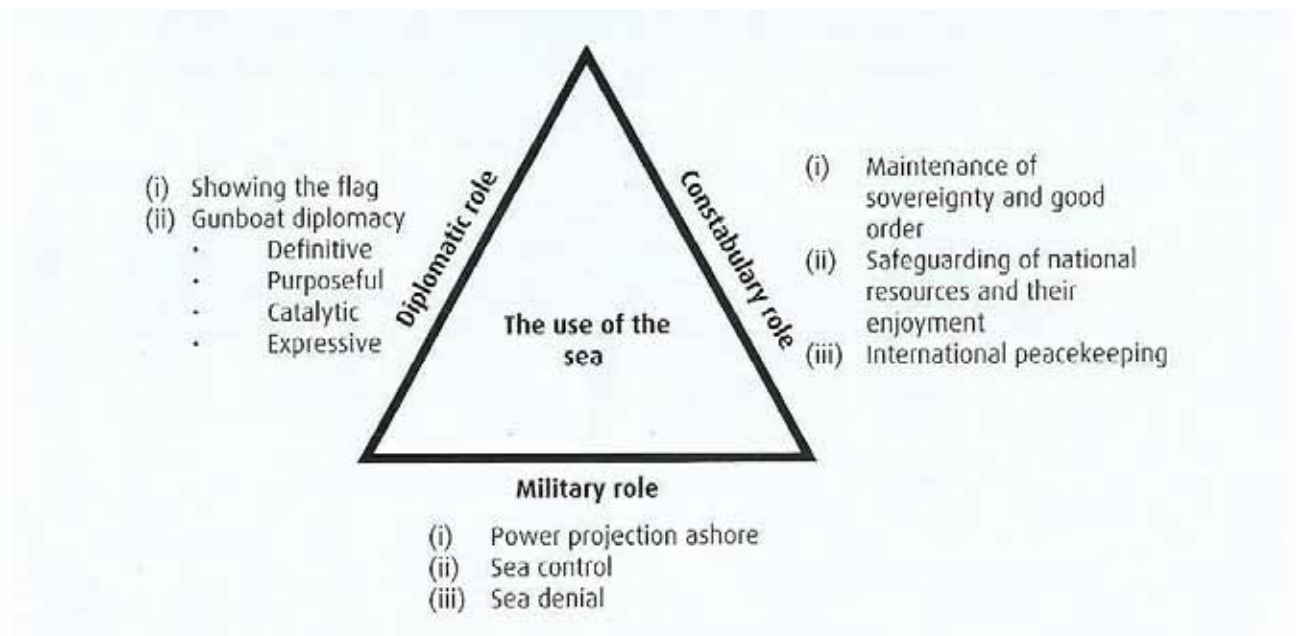 (i) Showing the flag
(ii) Gunboat diplomacy
· Definitive
· Purposeful
· Catalytic
· Expressive
Diplomatic role
The use of the
sea
Constabulary role
(i) Maintenance of
sovereignty and good
order
(ii) Safeguarding of national
resources and their
enjoyment
(iii) International peacekeeping
Military role
(i) Power projection ashore
(ii) Sea control
(iii) Sea denial